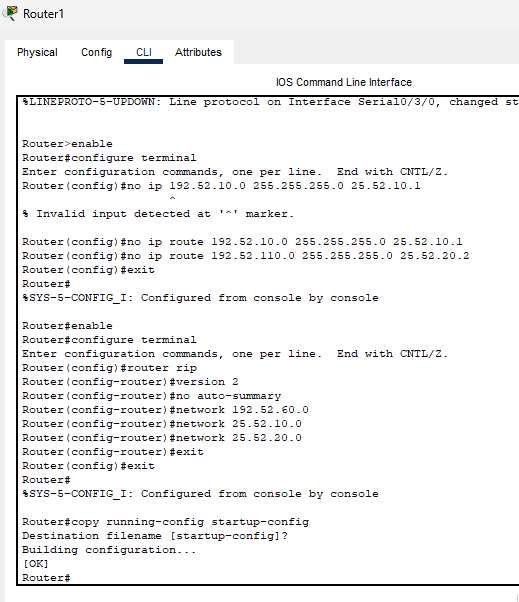 Router1
Physical Config CLI Attributes
IOS Command Line Interface
%LINEPROTO-5-UPDOWN: Line protocol on Interface Serial0/3/0, changed st
Router>enable
Router#configure terminal
Enter configuration commands, one per line.  End with CNTL/Z.
Router(config)#no ip 192.52.10.0 255.255.255.0 25.52.10.1
^
% Invalid input detected at '^' marker.
Router(config)#no ip route 192.52.10.0 255.255.255.0 25.52.10.1
Router(config)#no ip route 192.52.110.0 255.255.255.0 25.52.20.2
Router(config)#exit
Router#
%SYS-5-CONFIG_I: Configured from console by console
Router#enable
Router#configure terminal
Enter configuration commands, one per line.  End with CNTL/Z.
Router(config)#router rip
Router(config-router)#version 2
Router(config-router)#no auto-summary
Router(config-router)#network 192.52.60.0
Router(config-router)#network 25.52.10.0
Router(config-router)#network 25.52.20.0
Router(config-router)#exit
Router(config)#exit
Router#
%SYS-5-CONFIG_I: Configured from console by console
Router#copy running-config startup-config
Destination filename [startup-config]?
Building configuration...
[OK]
Router#